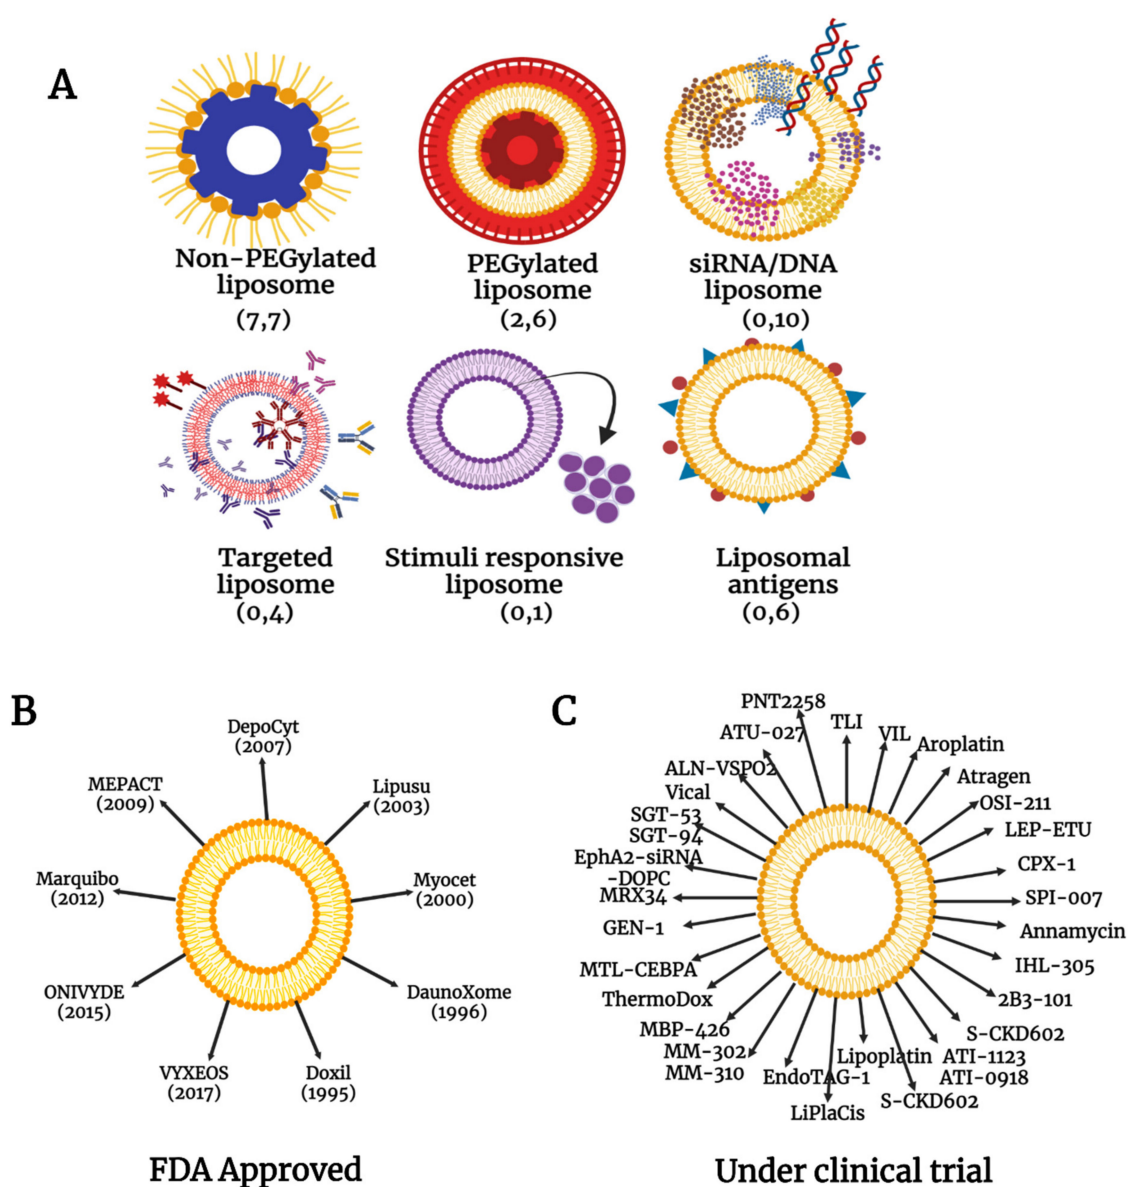 A
Non-PEGylated
liposome
(7,7)
PEGylated
liposome
(2,6)
siRNA/DNA
liposome
(0,10)
Targeted
liposome
(0,4)
Stimuli responsive
liposome
(0,1)
Liposomal
antigens
(0,6)
B
DepoCyt
(2007)
MEPACT
(2009)
Lipusu
(2003)
Marquibo
(2012)
Myocet
(2000)
ONIVYDE
(2015)
DaunoXome
(1996)
VYXEOS
(2017)
Doxil
(1995)
FDA Approved
C
PNT2258
TLI
ATU-027
VIL
Aroplatin
ALN-VSPO2
Atragen
Vical
OSI-211
SGT-53
SGT-94
LEP-ETU
EphA2-siRNA
-DOPC
CPX-1
MRX34
SPI-007
GEN-1
Annamycin
MTL-CEBPA
IHL-305
ThermoDox
2B3-101
MBP-426
S-CKD602
MM-302
MM-310
Lipoplatin
ATI-1123
ATI-0918
EndoTAG-1
S-CKD602
LiPlaCis
Under clinical trial